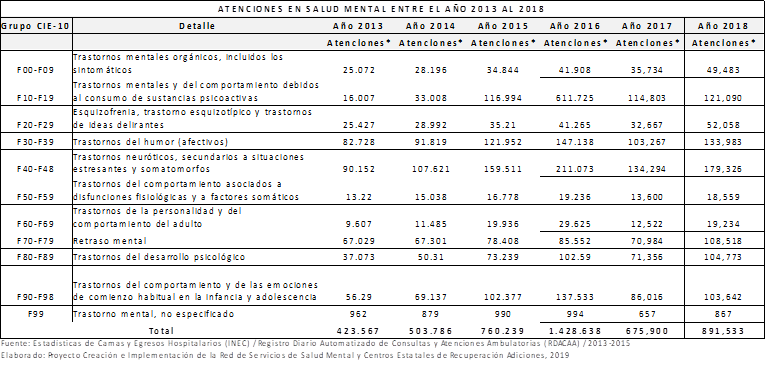 ATENCIONES EN SALUD MENTAL ENTRE EL AÑO 2013 AL 2018
Grupo CIE-10 Detalle Año 2013 Año 2014 Año 2015 Año 2016 Año 2017 Año 2018
Atenciones* Atenciones* Atenciones* Atenciones* Atenciones* Atenciones*
Trastornos mentales orgánicos, incluidos los
F00-F09 sintomáticos 25.072 28.196 34.844 41.908 35,734 49,483
Trastornos mentales y del comportamiento debidos
F10-F19 al consumo de sustancias psicoactivas 16.007 33.008 116.994 611.725 114,803 121,090
Esquizofrenia, trastorno esquizotípico y trastornos
F20-F29 de ideas delirantes 25.427 28.992 35.21 41.265 32,667 52,058
F30-F39 Trastornos del humor (afectivos) 82.728 91.819 121.952 147.138 103,267 133,983
Trastornos neuróticos, secundarios a situaciones
F40-F48 estresantes y somatomorfos 90.152 107.621 159.511 211.073 134,294 179,326
Trastornos del comportamiento asociados a
F50-F59 disfunciones fisiológicas y a factores somáticos 13.22 15.038 16.778 19.236 13,600 18,559
Trastornos de la personalidad y del
F60-F69 comportamiento del adulto 9.607 11.485 19.936 29.625 12,522 19,234
F70-F79 Retraso mental 67.029 67.301 78.408 85.552 70,984 108,518
F80-F89 Trastornos del desarrollo psicológico 37.073 50.31 73.239 102.59 71,356 104,773
Trastornos del comportamiento y de las emociones
F90-F98 de comienzo habitual en la infancia y adolescencia 56.29 69.137 102.377 137.533 86,016 103,642
F99 Trastorno mental, no especificado 962 879 990 994 657 867
Total 423.567 503.786 760.239 1.428.638 675,900 891,533
Fuente: Estadísticas de Camas y Egresos Hospitalarios (INEC) / Registro Diario Automatizado de Consultas y Atenciones Ambulatorias (RDACAA) / 2013-2015
Elaborado: Proyecto Creación e Implementación de la Red de Servicios de Salud Mental y Centros Estatales de Recuperación Adiciones, 2019